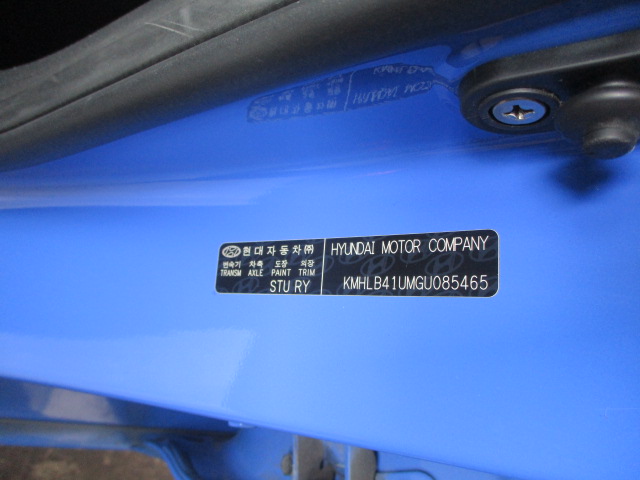 현대자동차㈜
변속기 차축 도장 의장
TRANSM AXLE PAINT TRIM
STU RY
HYUNDAI MOTOR COMPANY
KMHLB41UMGU085465